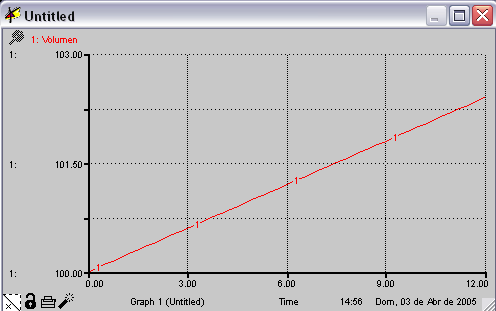 Untitled
1: Volumen
1: 103.00
1: 101.50
1: 100.00
1 1 1 1
0.00 3.00 6.00 9.00 12.00
Graph 1 (Untitled) Time 14:56 Dom, 03 de Abr de 2005